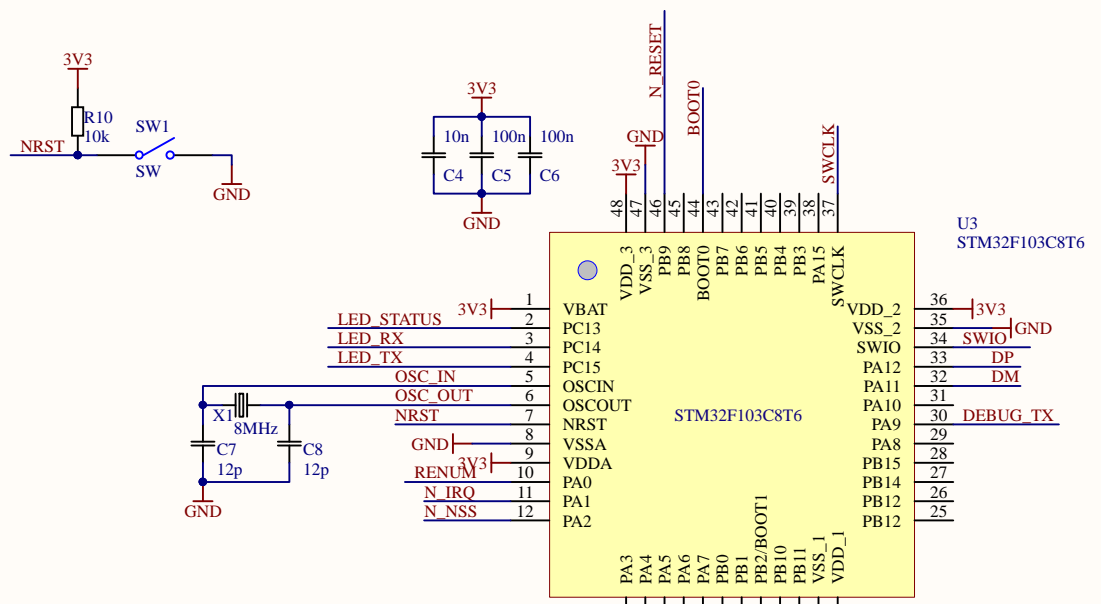 3V3
R10
10k
NRST
SW1
SW
GND
3V3
10n
100n
100n
C4
C5
C6
GND
N_RESET
BOOT0
SWCLK
GND
3V3
48
47
46
45
44
43
42
41
40
39
38
37
VDD_3
VSS_3
PB9
PB8
BOOT0
PB7
PB6
PB5
PB4
PB3
PA15
SWCLK
U3
STM32F103C8T6
3V3
1
VBAT
LED_STATUS
2
PC13
LED_RX
3
PC14
LED_TX
4
PC15
OSC_IN
5
OSCIN
OSC_OUT
6
OSCOUT
NRST
7
NRST
GND
8
VSSA
3V3
9
VDDA
RENUM
10
PA0
N_IRQ
11
PA1
N_NSS
12
PA2
X1
8MHz
C7
12p
C8
12p
GND
STM32F103C8T6
VDD_2
36
3V3
VSS_2
35
GND
SWIO
34
SWIO
PA12
33
DP
PA11
32
DM
PA10
31
PA9
30
DEBUG_TX
PA8
29
PB15
28
PB14
27
PB12
26
PB12
25
PA3
PA4
PA5
PA6
PA7
PB0
PB1
PB2/BOOT1
PB10
PB11
VSS_1
VDD_1